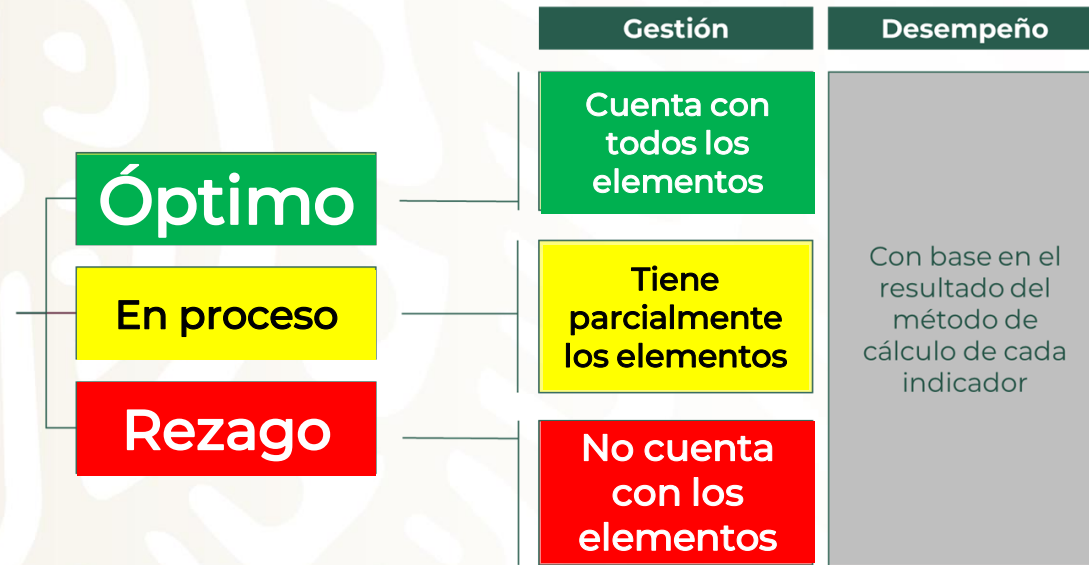 Gestión
Desempeño
Óptimo
En proceso
Rezago
Cuenta con
todos los
elementos
Tiene
parcialmente
los elementos
No cuenta
con los
elementos
Con base en el
resultado del
método de
cálculo de cada
indicador